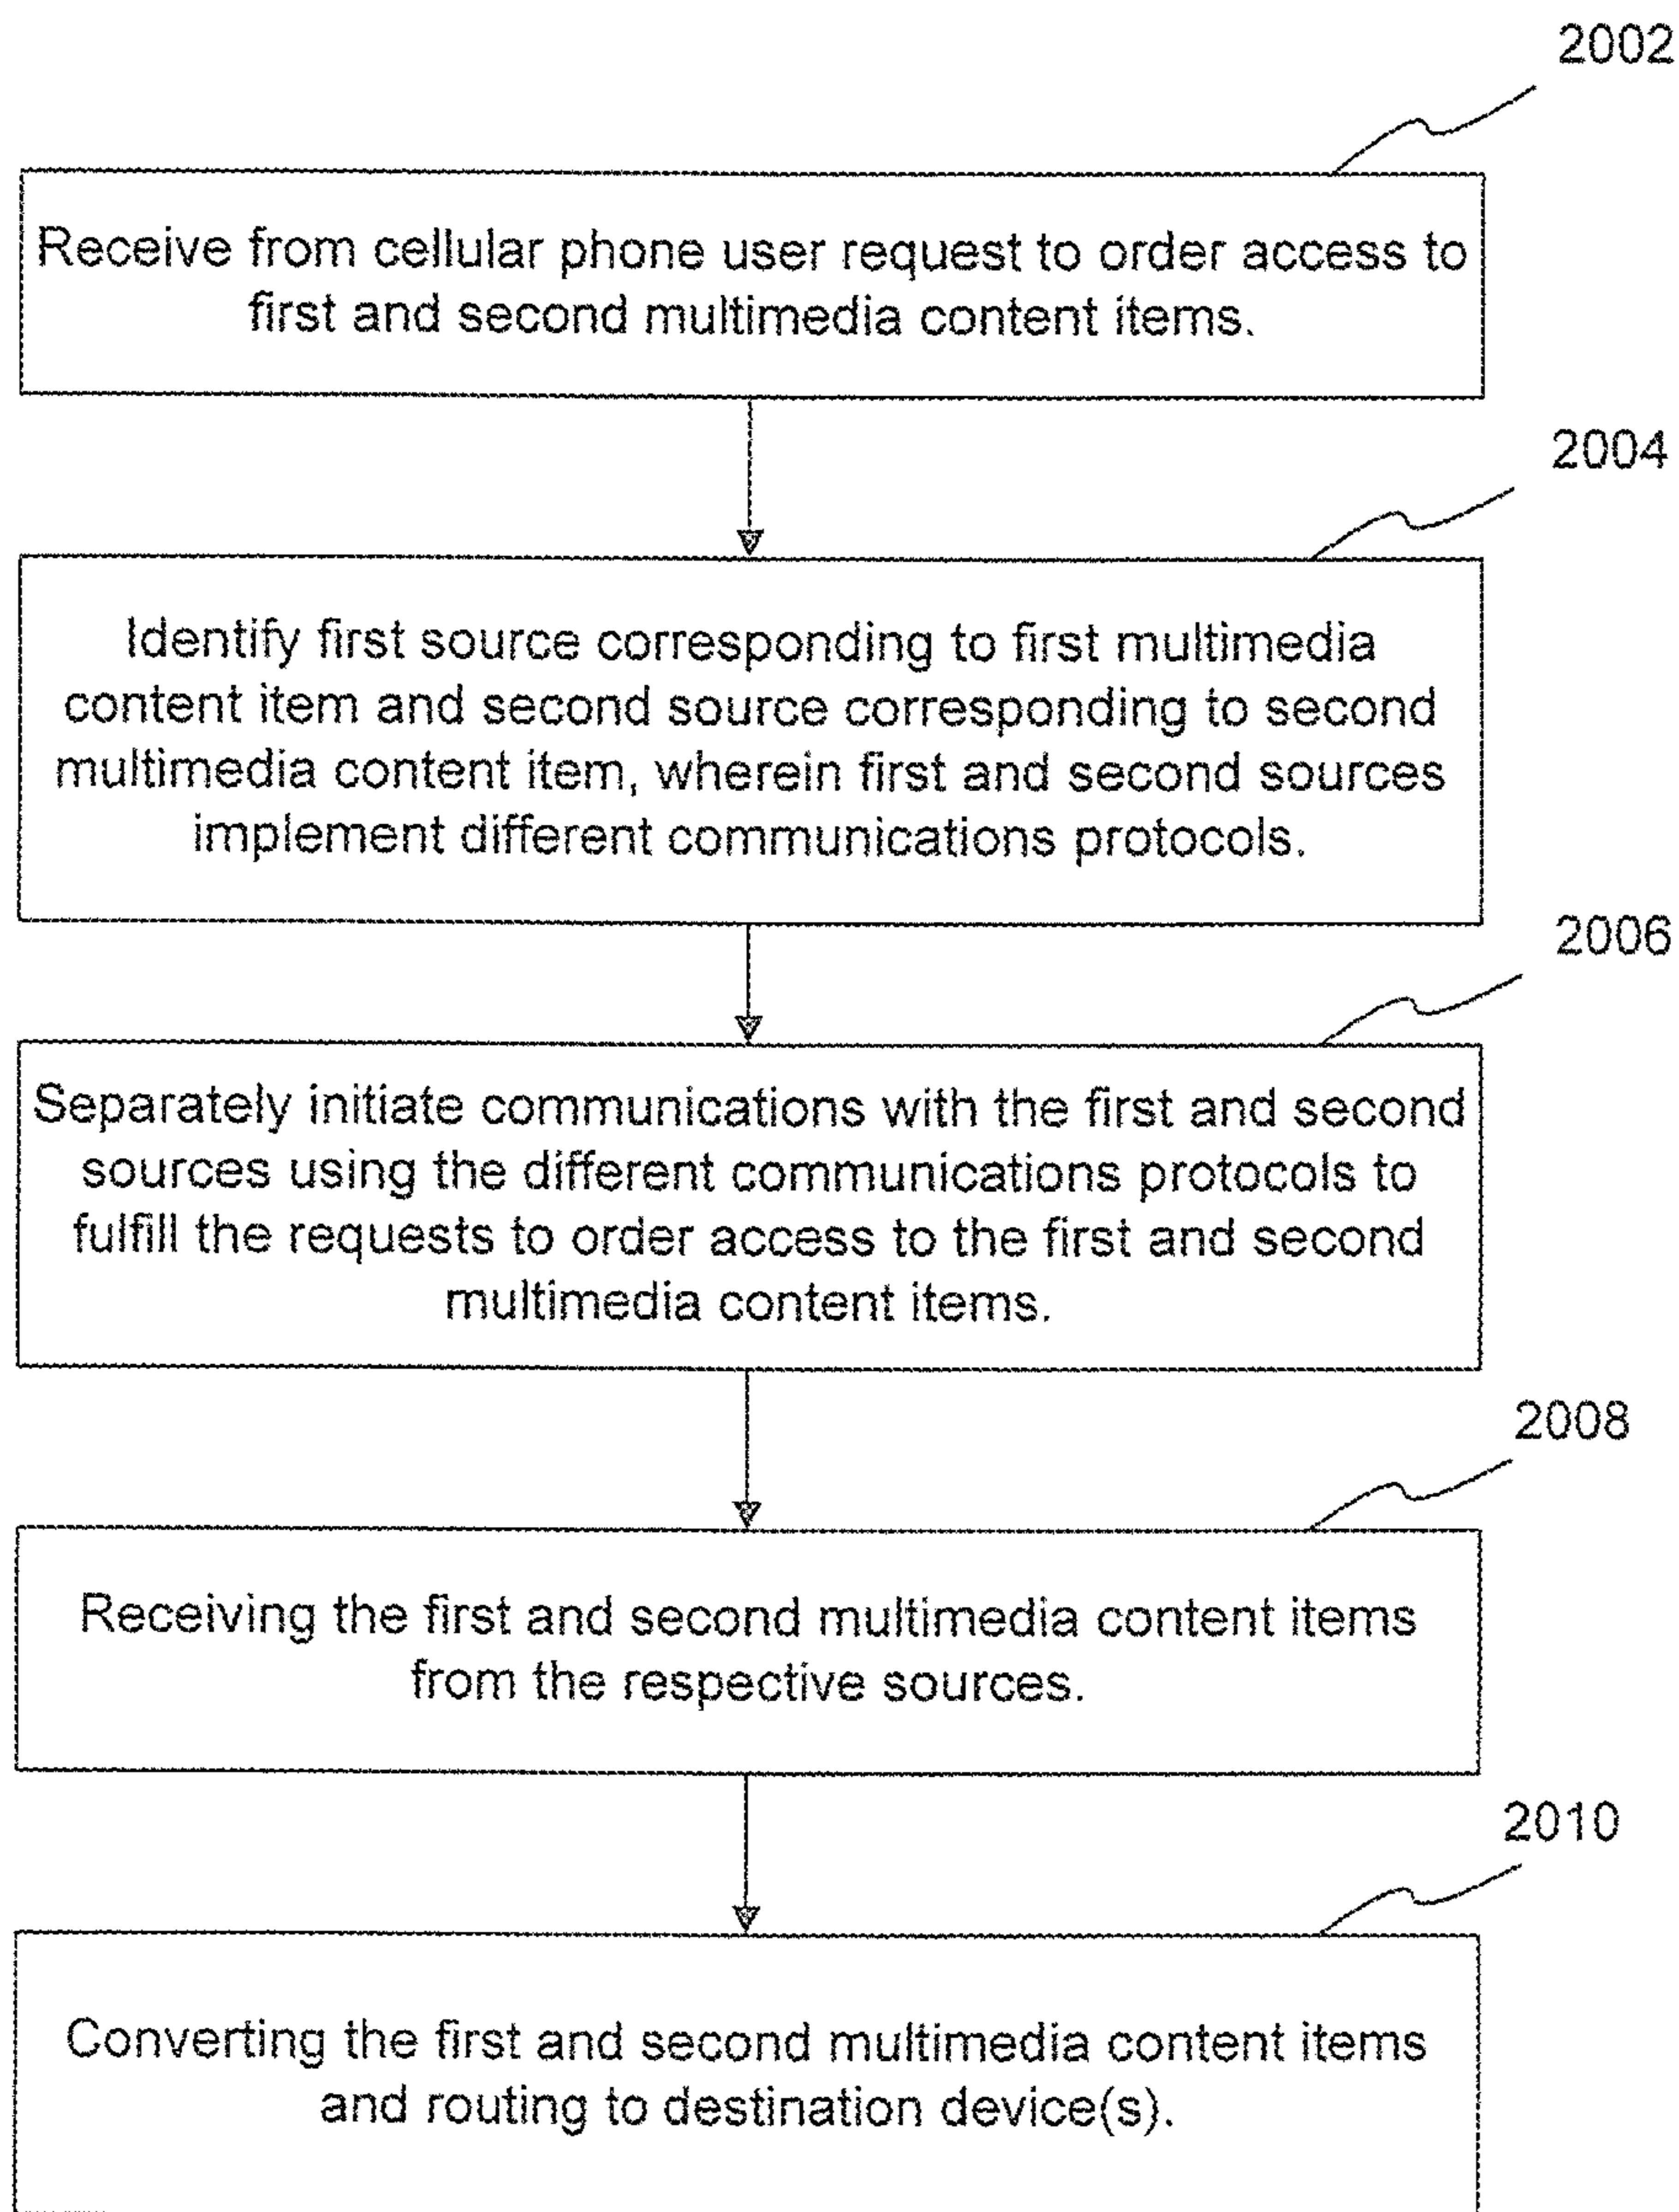 2002
Receive from cellular phone user request to order access to
first and second multimedia content items.
2004
Identify first source corresponding to first multimedia
content item and second source corresponding to second
multimedia content item, wherein first and second sources
implement different communications protocols.
2006
Separately initiate communications with the first and second
sources using the different communications protocols to
fulfill the requests to order access to the first and second
multimedia content items.
2008
Receiving the first and second multimedia content items
from the respective sources.
2010
Converting the first and second multimedia content items
and routing to destination device(s).